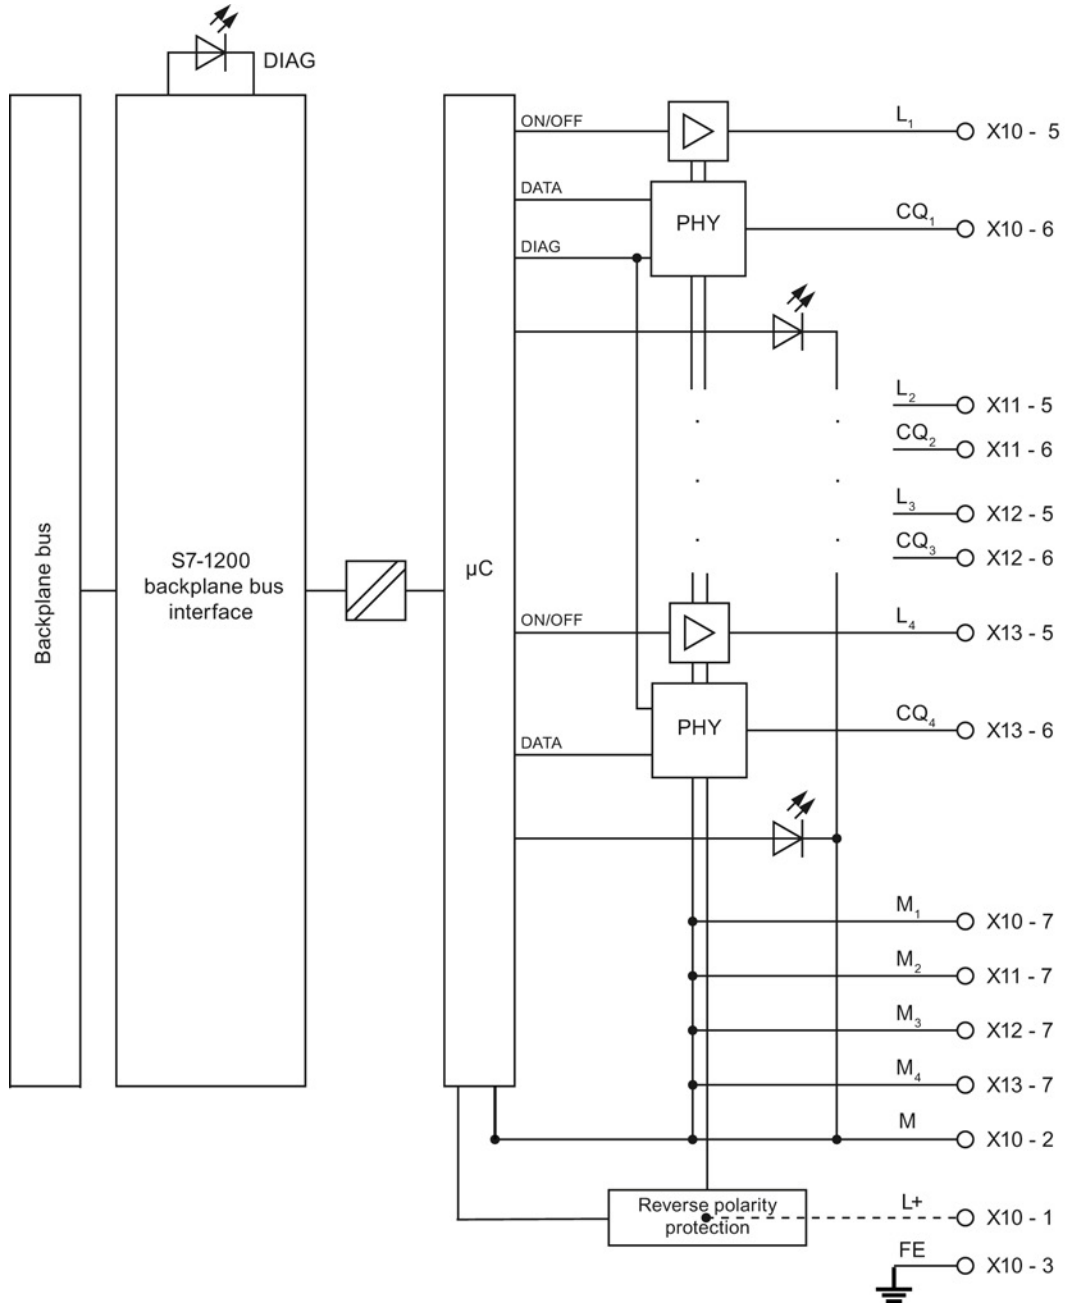 DIAG
ON/OFF
L1
X10 - 5
DATA
PHY
CQ1
X10 - 6
DIAG
L2
X11 - 5
CQ2
X11 - 6
L3
X12 - 5
CQ3
X12 - 6
Backplane bus
S7-1200
backplane bus
interface
µC
ON/OFF
L4
X13 - 5
PHY
CQ4
X13 - 6
DATA
M1
X10 - 7
M2
X11 - 7
M3
X12 - 7
M4
X13 - 7
M
X10 - 2
Reverse polarity
protection
L+
X10 - 1
FE
X10 - 3